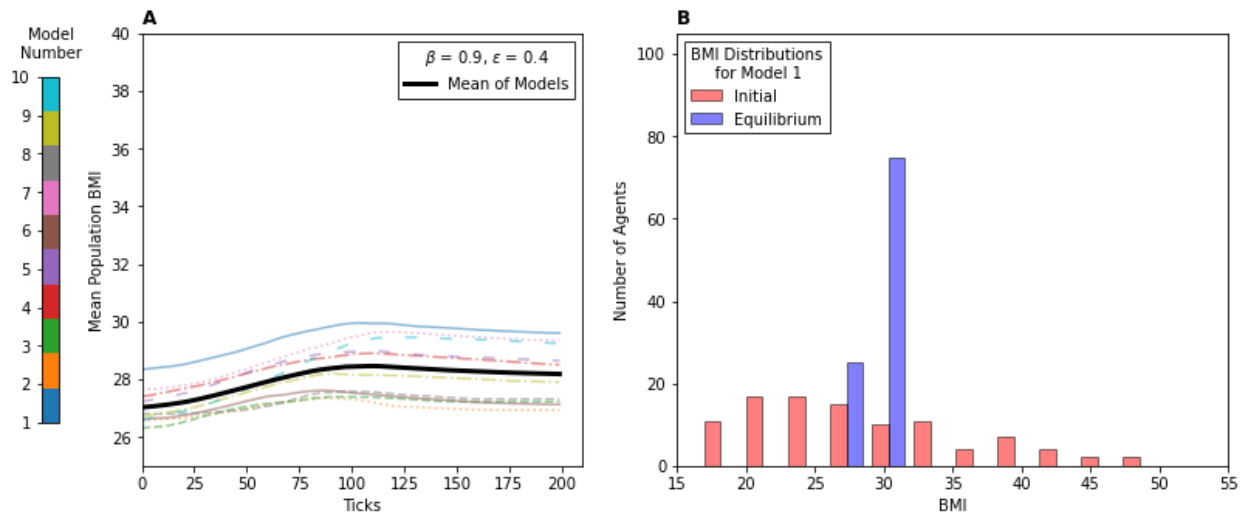 Model
Number
10
9
8
7
6
5
4
3
2
1
A
Mean Population BMI
40
38
36
34
32
30
28
26
β = 0.9, ε = 0.4
Mean of Models
0 25 50 75 100 125 150 175 200
Ticks
B
Number of Agents
100
80
60
40
20
0
BMI Distributions
for Model 1
Initial
Equilibrium
15 20 25 30 35 40 45 50 55
BMI